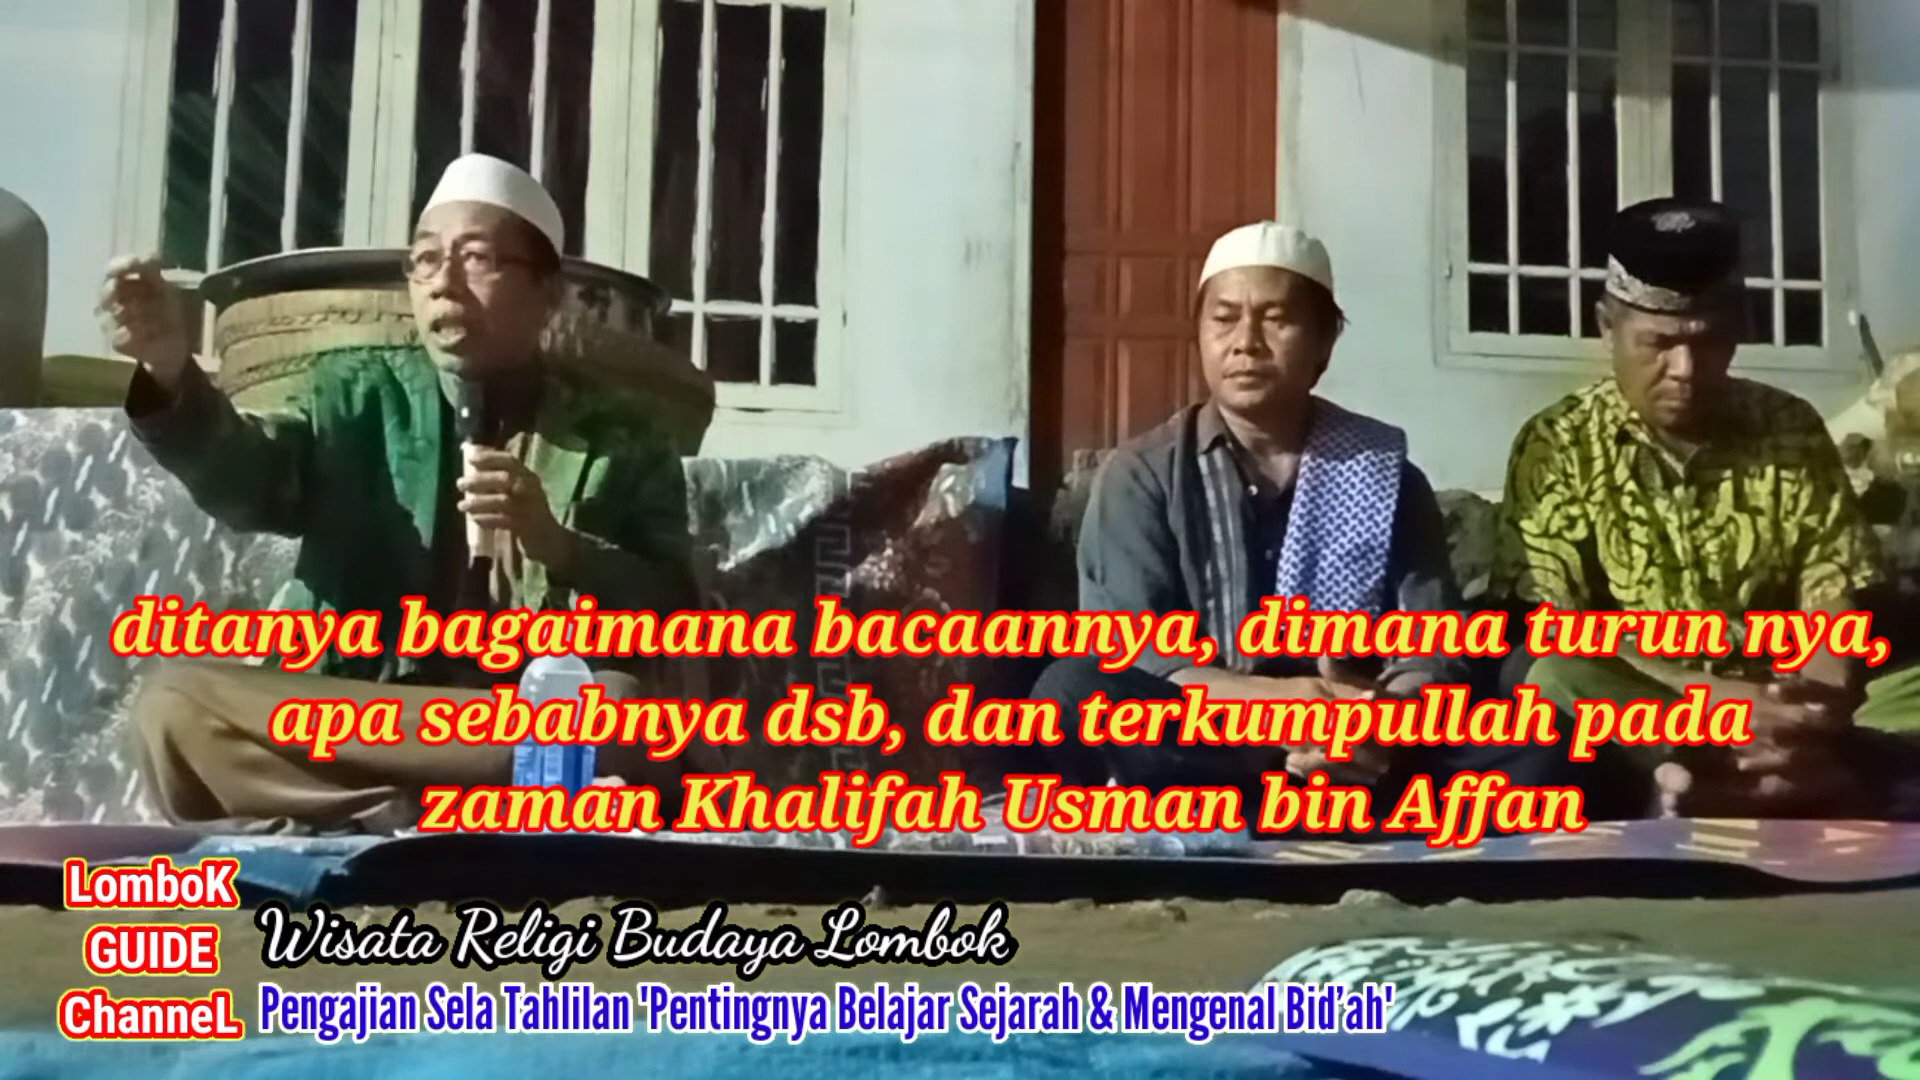 ditanya bagaimana bacaannya, dimana turun nya,
apa sebabnya dsb, dan terkumpullah pada
zaman Khalifah Usman bin Affan
LomboK
GUIDE
ChanneL
Wisata Religi Budaya Lombok
Pengajian Sela Tahlilan 'Pentingnya Belajar Sejarah & Mengenal Bid'ah'